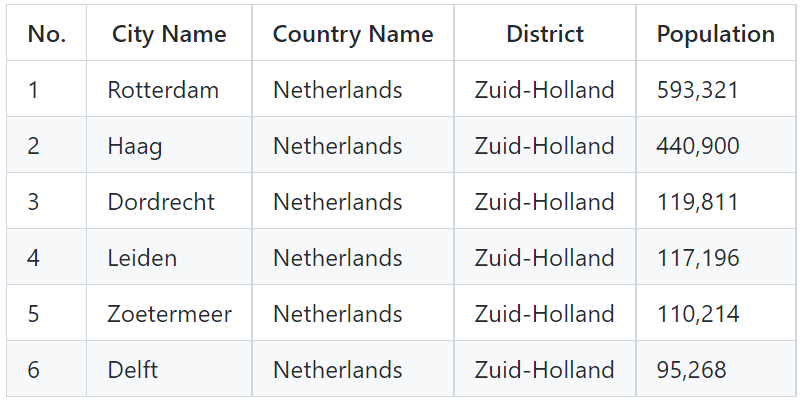 No. City Name Country Name District Population
1 Rotterdam Netherlands Zuid-Holland 593,321
2 Haag Netherlands Zuid-Holland 440,900
3 Dordrecht Netherlands Zuid-Holland 119,811
4 Leiden Netherlands Zuid-Holland 117,196
5 Zoetermeer Netherlands Zuid-Holland 110,214
6 Delft Netherlands Zuid-Holland 95,268